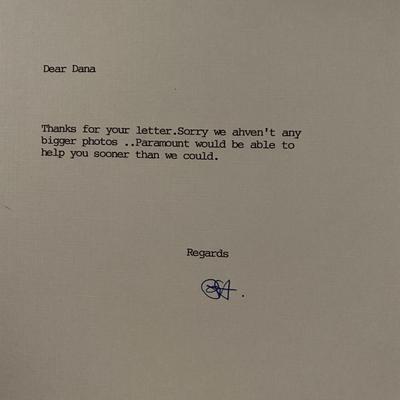 Dear Dana
Thanks for your letter.Sorry we ahven't any
bigger photos ..Paramount would be able to
help you sooner than we could.
Regards